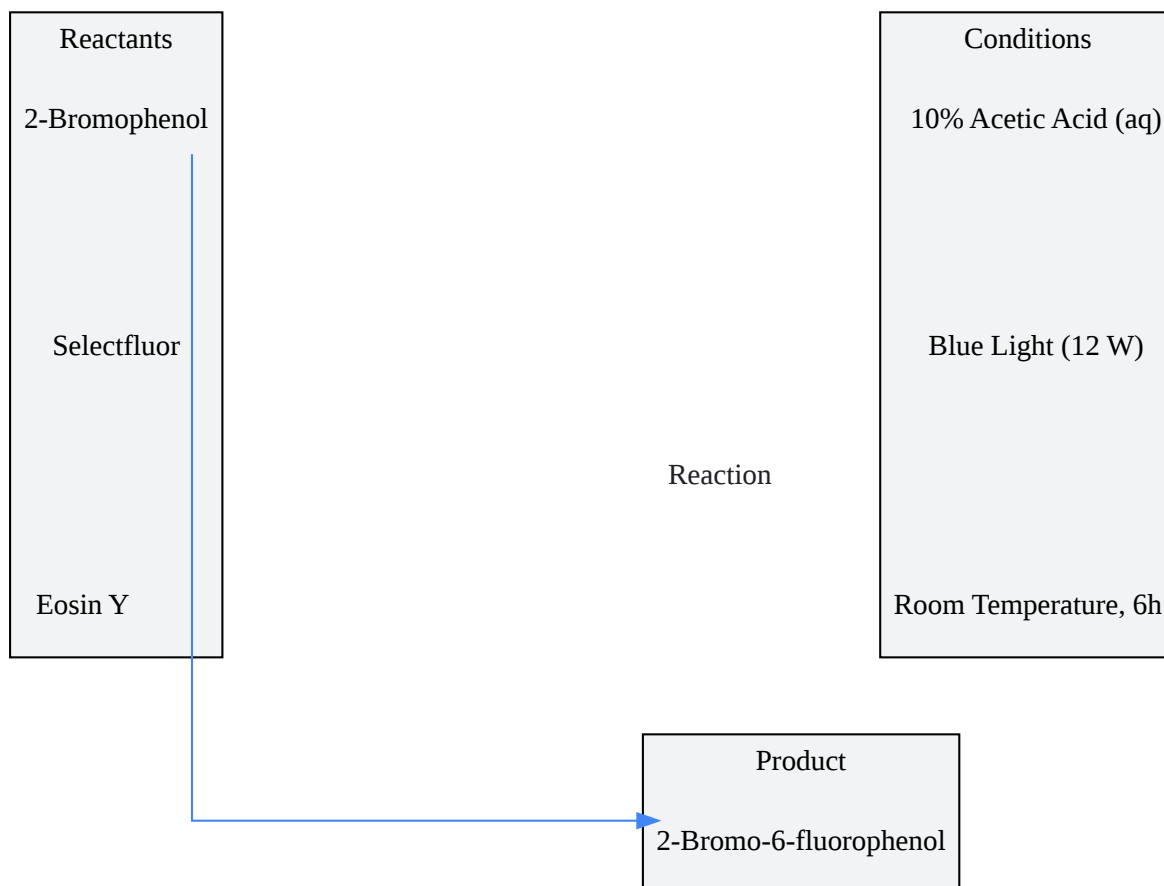 Reactants
2-Bromophenol
Selectfluor
Eosin Y
Conditions
10% Acetic Acid (aq)
Blue Light (12 W)
Room Temperature, 6h
Reaction
Product
2-Bromo-6-fluorophenol